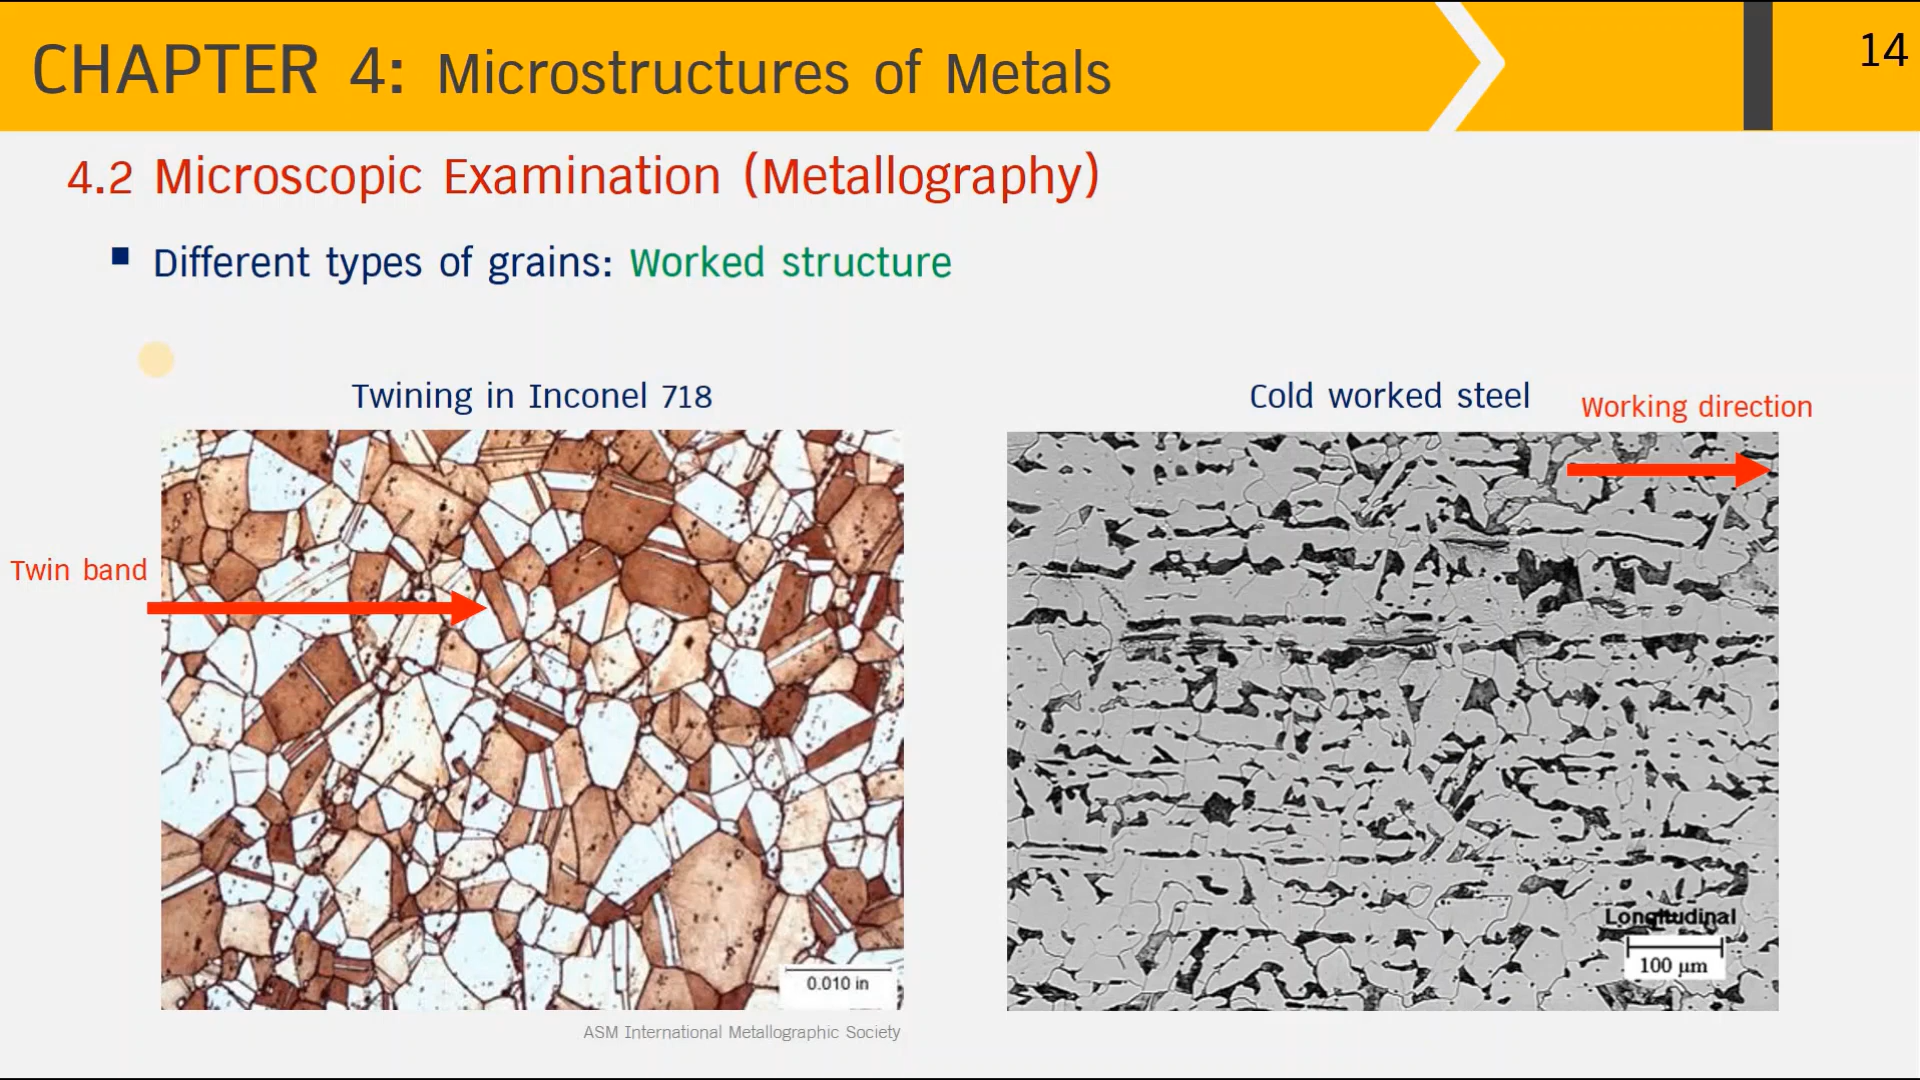 CHAPTER 4: Microstructures of Metals
14
4.2 Microscopic Examination (Metallography)
Different types of grains: Worked structure
Twining in Inconel 718
Cold worked steel
Working direction
Twin band
Longitudinal
100 µm
0.010 in
ASM International Metallographic Society